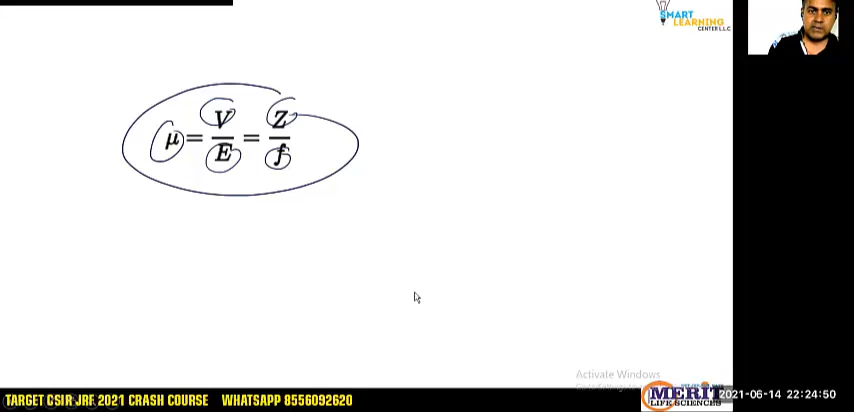 SMART
LEARNING
CENTER L.L.C
μ = V/E = Z/f
Activate Windows
TARGET CSIR JRF 2021 CRASH COURSE WHATSAPP 8556092620
MERIT
LIFE SCIENCES
2021-06-14 22:24:50